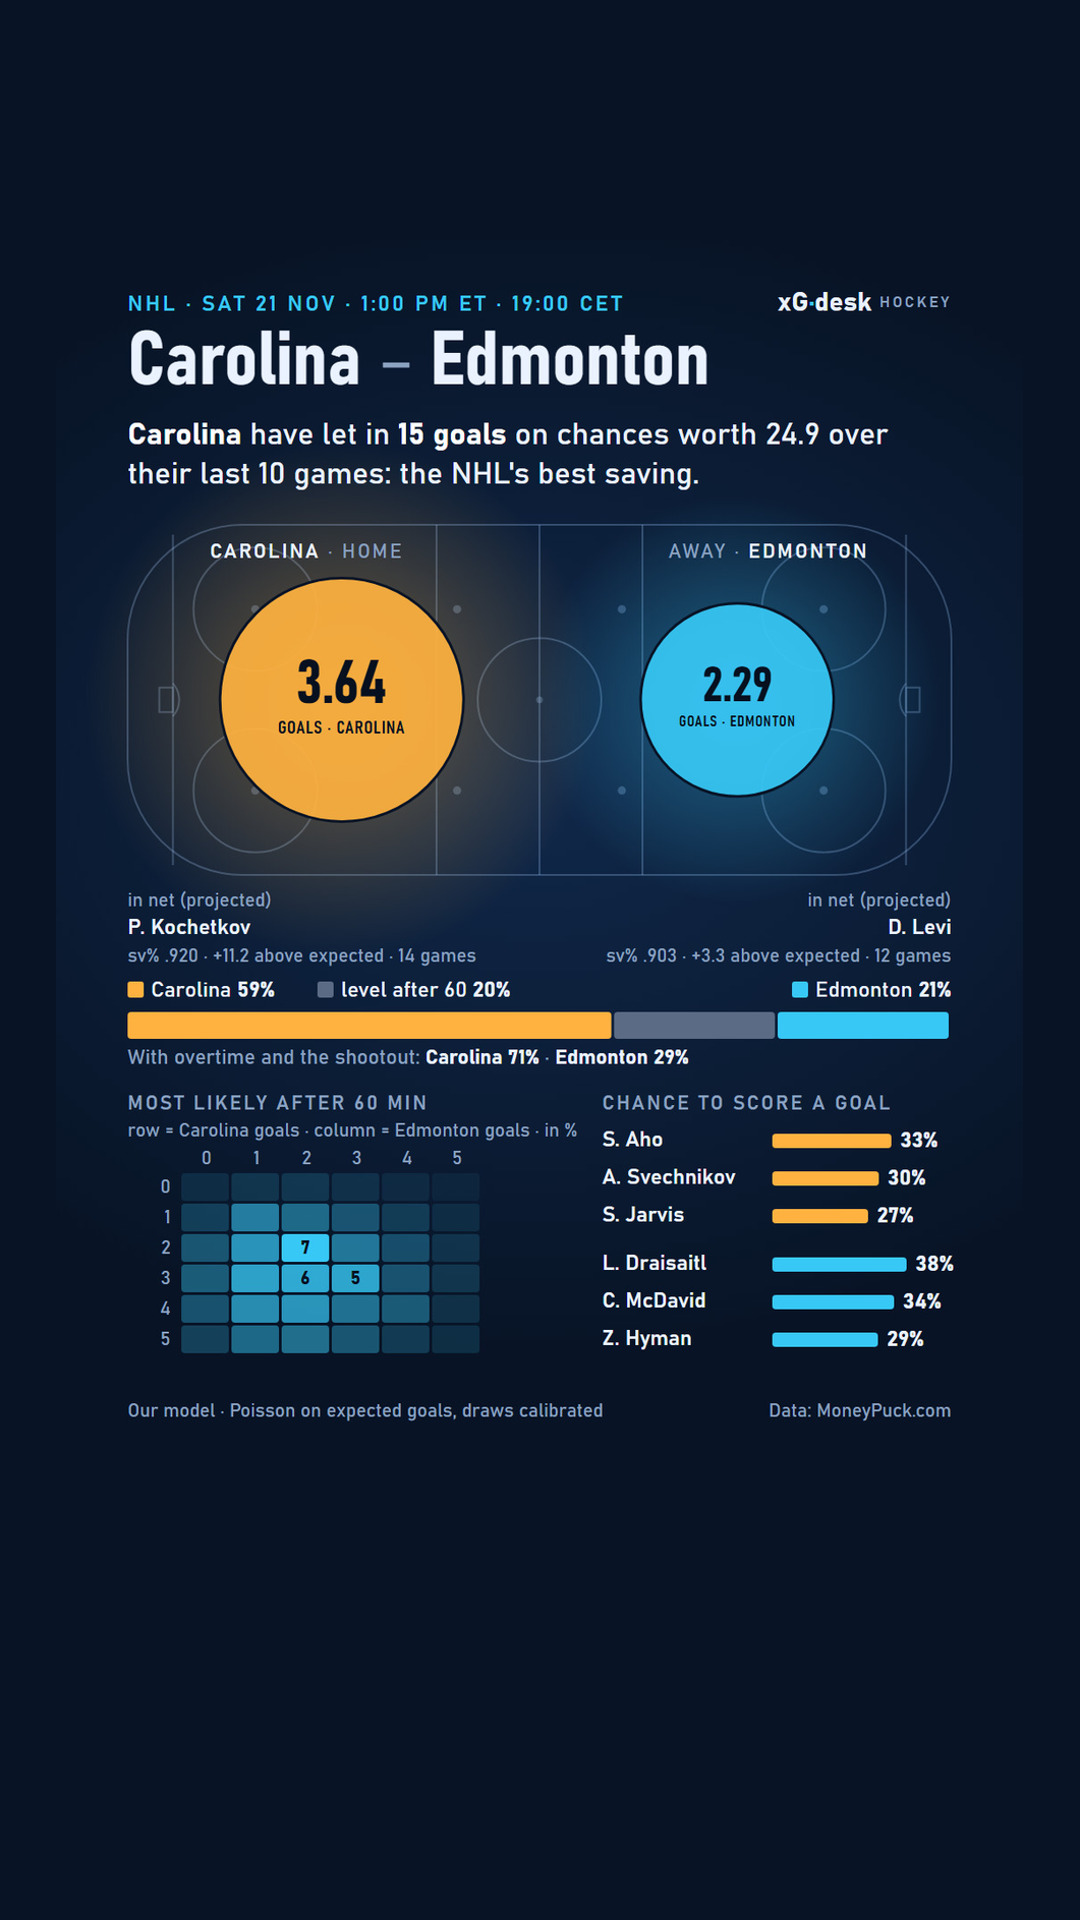 NHL · SAT 21 NOV · 1:00 PM ET · 19:00 CET
xG·desk HOCKEY
Carolina – Edmonton
Carolina have let in 15 goals on chances worth 24.9 over
their last 10 games: the NHL's best saving.
CAROLINA · HOME
AWAY · EDMONTON
3.64
GOALS · CAROLINA
2.29
GOALS · EDMONTON
in net (projected)
P. Kochetkov
sv% .920 · +11.2 above expected · 14 games
in net (projected)
D. Levi
sv% .903 · +3.3 above expected · 12 games
Carolina 59%
level after 60 20%
Edmonton 21%
With overtime and the shootout: Carolina 71% · Edmonton 29%
MOST LIKELY AFTER 60 MIN
row = Carolina goals · column = Edmonton goals · in %
0 1 2 3 4 5
0
1
2 7
3 6 5
4
5
CHANCE TO SCORE A GOAL
S. Aho 33%
A. Svechnikov 30%
S. Jarvis 27%
L. Draisaitl 38%
C. McDavid 34%
Z. Hyman 29%
Our model · Poisson on expected goals, draws calibrated
Data: MoneyPuck.com